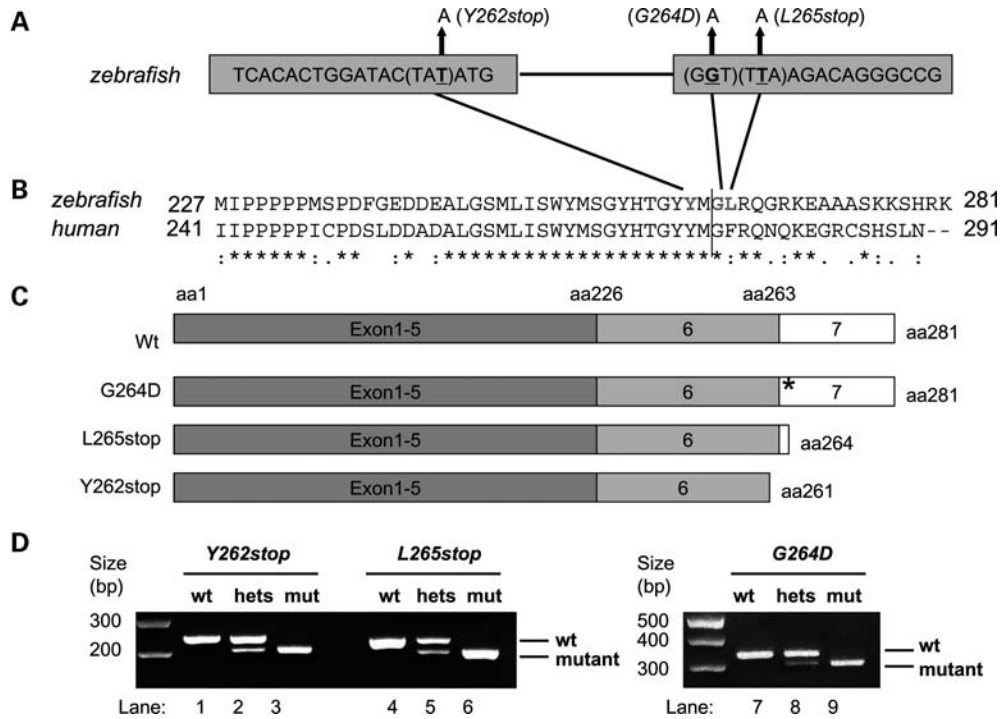 A
A (Y262stop)
(G264D) A
A (L265stop)
zebrafish
TCACACTGGATAC(TAT)ATG
(GGT)(TTA)AGACAGGGCCG
B
zebrafish 227 MIPPPPPMSPDFGEDDEALGSMLISWYMSGYHTGYYMGLRQGRKEAAASKKSHRK 281
human 241 IIPPPPPICPDSLDDADALGSMLISWYMSGYHTGYYMGFRQNQKEGRCSHSLN-- 291
:******:.** :* :********************:**. :**. . .* . :
C
aa1 aa226 aa263
Wt Exon1-5 6 7 aa281
G264D Exon1-5 6 * 7 aa281
L265stop Exon1-5 6 aa264
Y262stop Exon1-5 6 aa261
D
Size (bp) Y262stop L265stop
wt hets mut wt hets mut
300
200
wt
mutant
Lane: 1 2 3 4 5 6
Size (bp) G264D
wt hets mut
500
400
300
wt
mutant
Lane: 7 8 9